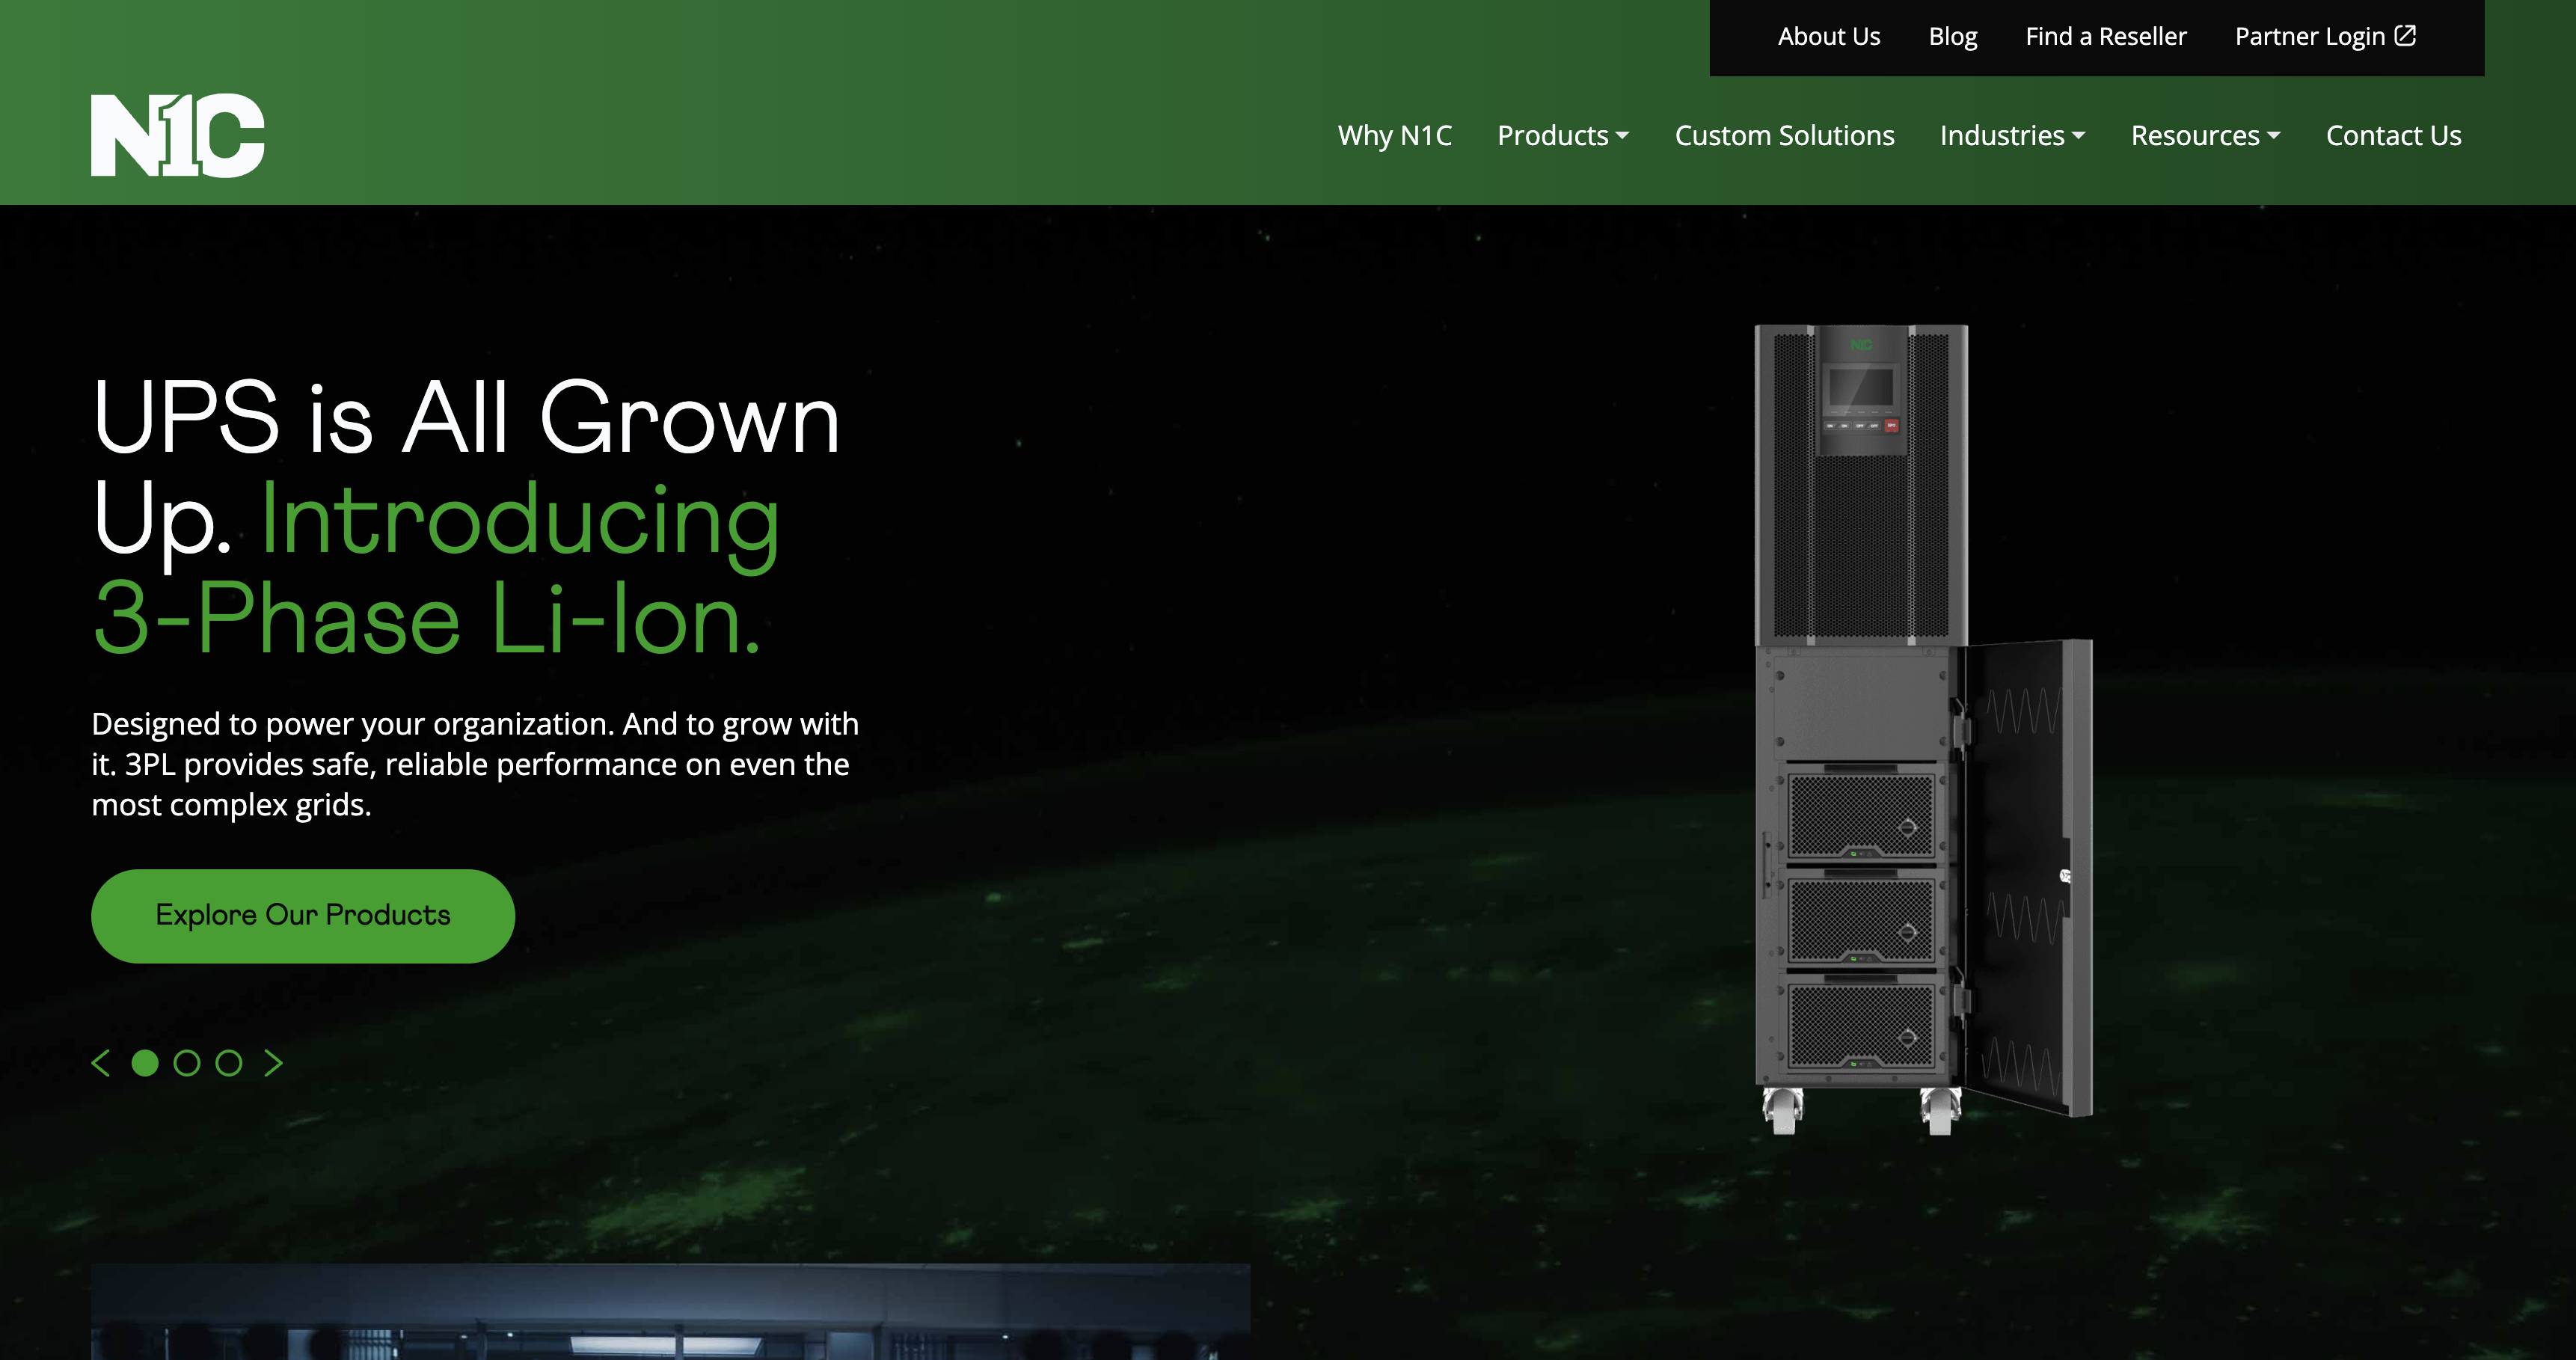 About Us Blog Find a Reseller Partner Login
N1C
Why N1C Products Custom Solutions Industries Resources Contact Us
UPS is All Grown
Up. Introducing
3-Phase Li-Ion.
Designed to power your organization. And to grow with
it. 3PL provides safe, reliable performance on even the
most complex grids.
Explore Our Products
N1C